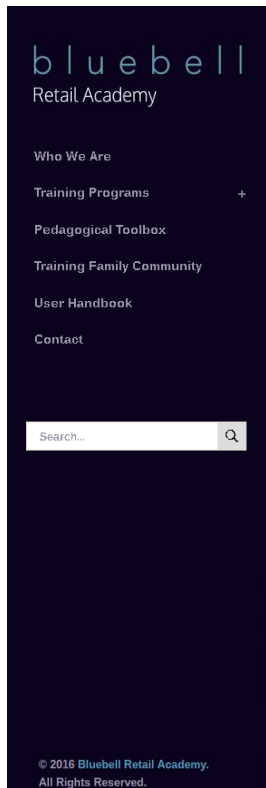 bluebell
Retail Academy
Who We Are
Training Programs +
Pedagogical Toolbox
Training Family Community
User Handbook
Contact
Search...
© 2016 Bluebell Retail Academy.
All Rights Reserved.